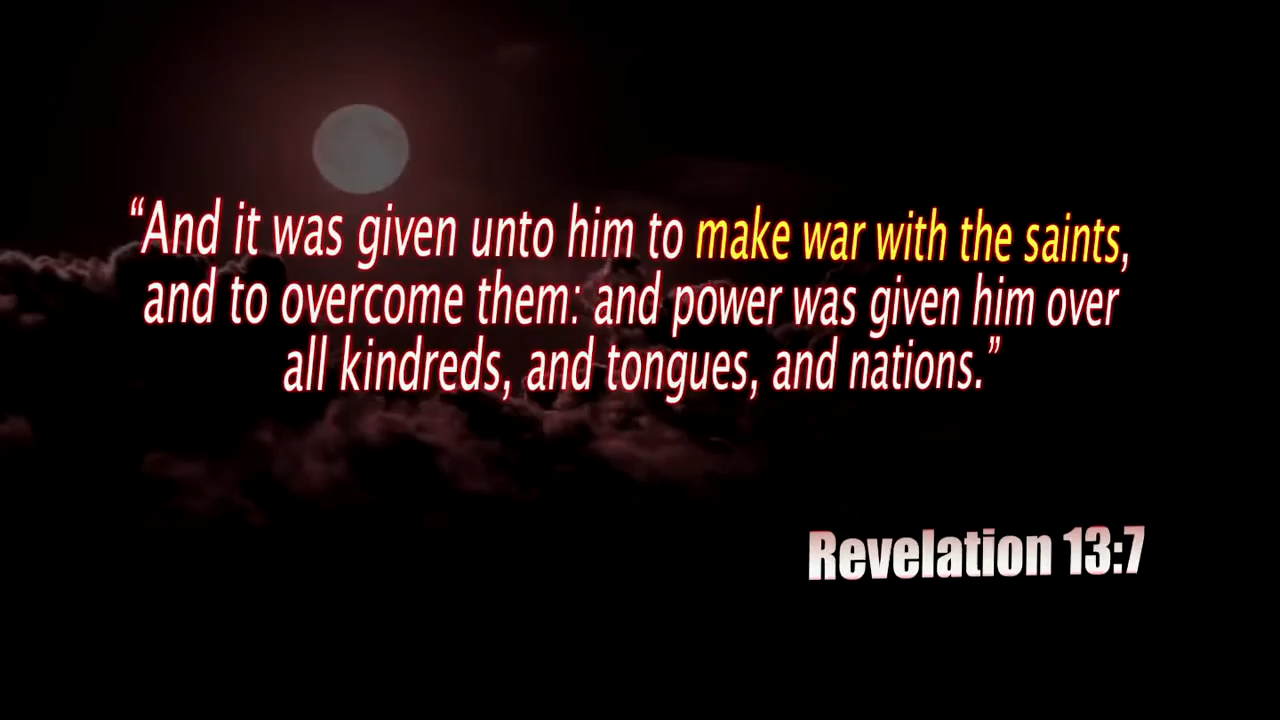 “And it was given unto him to make war with the saints,
and to overcome them: and power was given him over
all kindreds, and tongues, and nations.”
Revelation 13:7